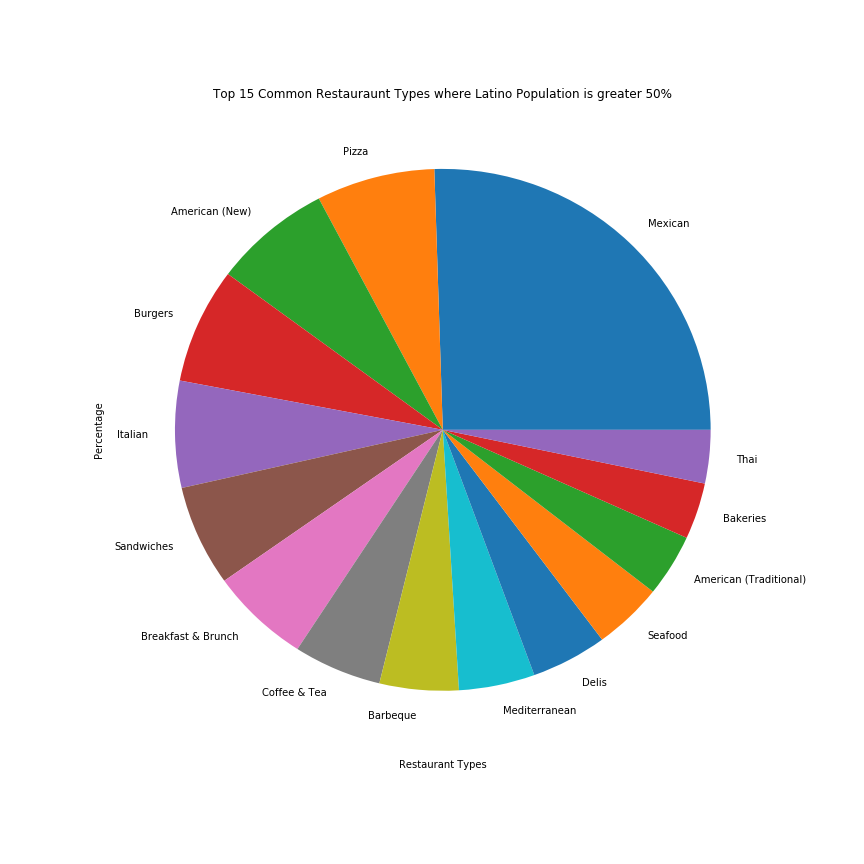 Top 15 Common Restauraunt Types where Latino Population is greater 50%
Pizza
Mexican
American (New)
Burgers
Percentage
Italian
Thai
Bakeries
Sandwiches
American (Traditional)
Breakfast & Brunch
Seafood
Coffee & Tea
Delis
Barbeque
Mediterranean
Restaurant Types